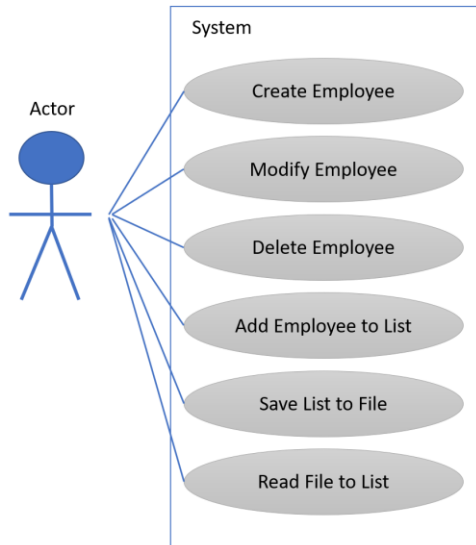 System
Actor
Create Employee
Modify Employee
Delete Employee
Add Employee to List
Save List to File
Read File to List